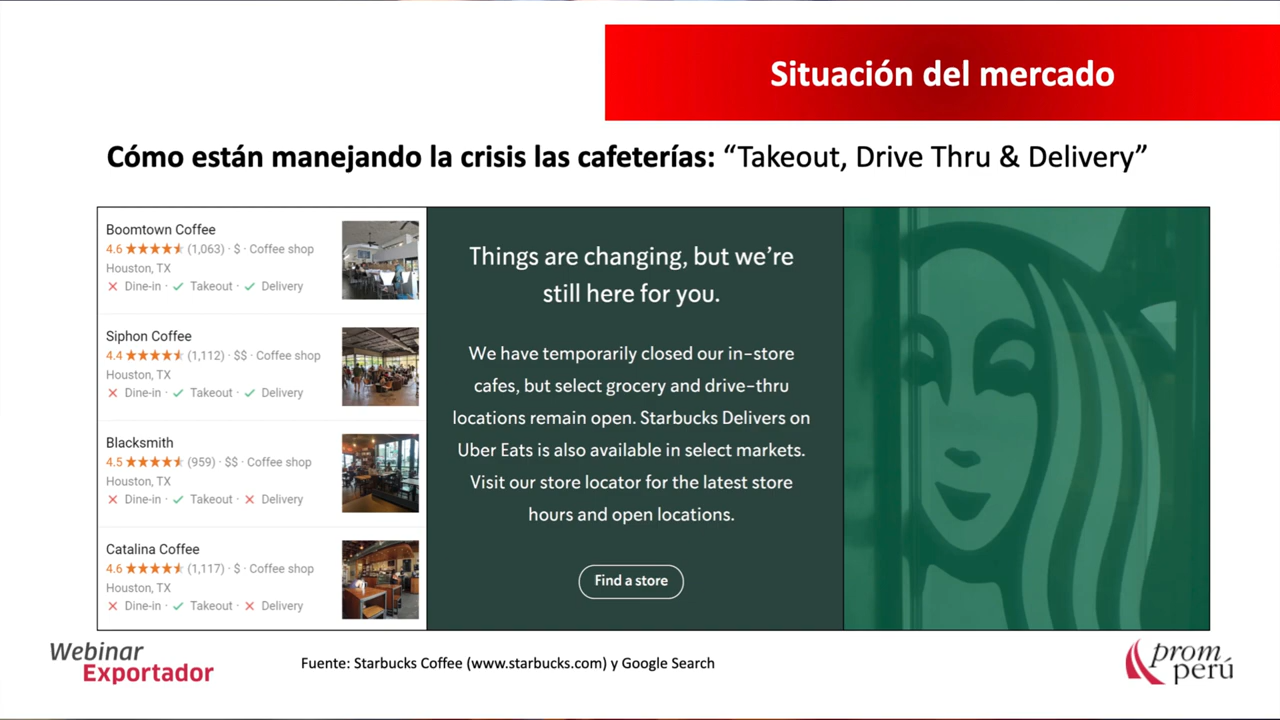 Situación del mercado
Cómo están manejando la crisis las cafeterías: “Takeout, Drive Thru & Delivery”
Boomtown Coffee
4.6 ★★★★★ (1,063) · $ · Coffee shop
Houston, TX
✕ Dine-in · ✓ Takeout · ✓ Delivery
Siphon Coffee
4.4 ★★★★★ (1,112) · $$ · Coffee shop
Houston, TX
✕ Dine-in · ✓ Takeout · ✓ Delivery
Blacksmith
4.5 ★★★★★ (959) · $$ · Coffee shop
Houston, TX
✕ Dine-in · ✓ Takeout · ✕ Delivery
Catalina Coffee
4.6 ★★★★★ (1,117) · $ · Coffee shop
Houston, TX
✕ Dine-in · ✓ Takeout · ✕ Delivery
Things are changing, but we’re
still here for you.
We have temporarily closed our in-store
cafes, but select grocery and drive-thru
locations remain open. Starbucks Delivers on
Uber Eats is also available in select markets.
Visit our store locator for the latest store
hours and open locations.
Find a store
Webinar
Exportador
Fuente: Starbucks Coffee (www.starbucks.com) y Google Search
prom
perú